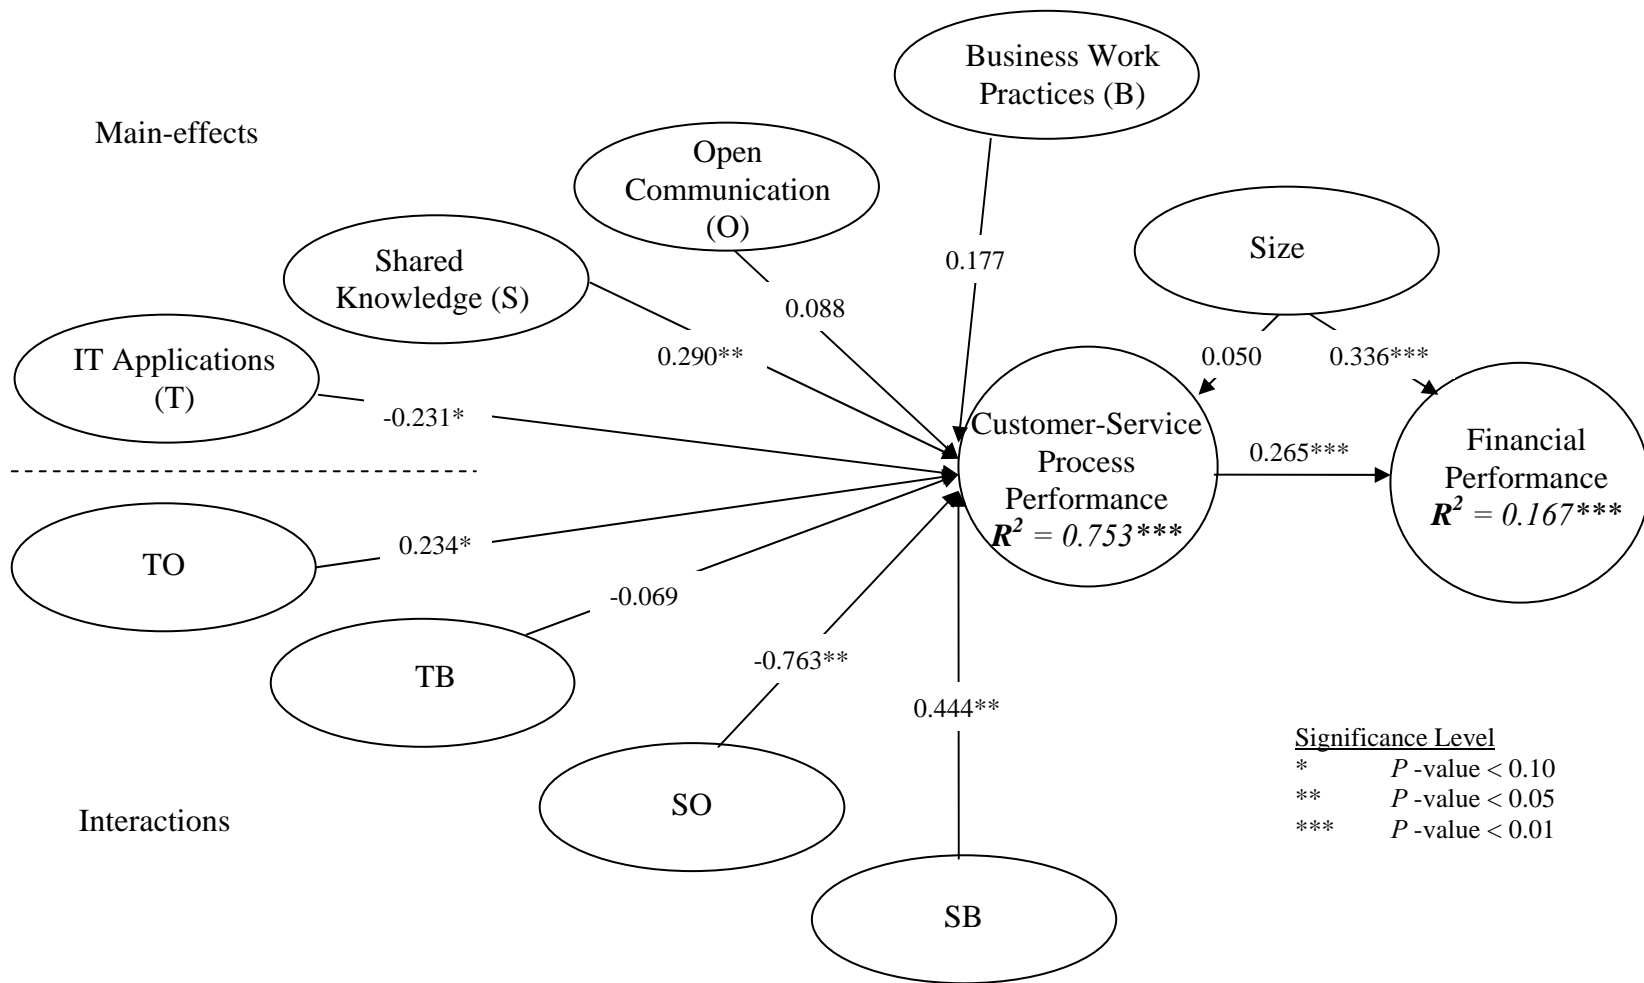 Business Work
Practices (B)
Main-effects
Open
Communication
(O)
Shared
Knowledge (S)
Size
0.177
0.088
0.290**
0.050
0.336***
IT Applications
(T)
-0.231*
Customer-Service
Process
Performance
R² = 0.753***
0.265***
Financial
Performance
R² = 0.167***
TO
0.234*
-0.069
TB
-0.763**
0.444**
SO
SB
Interactions
Significance Level
* P -value < 0.10
** P -value < 0.05
*** P -value < 0.01